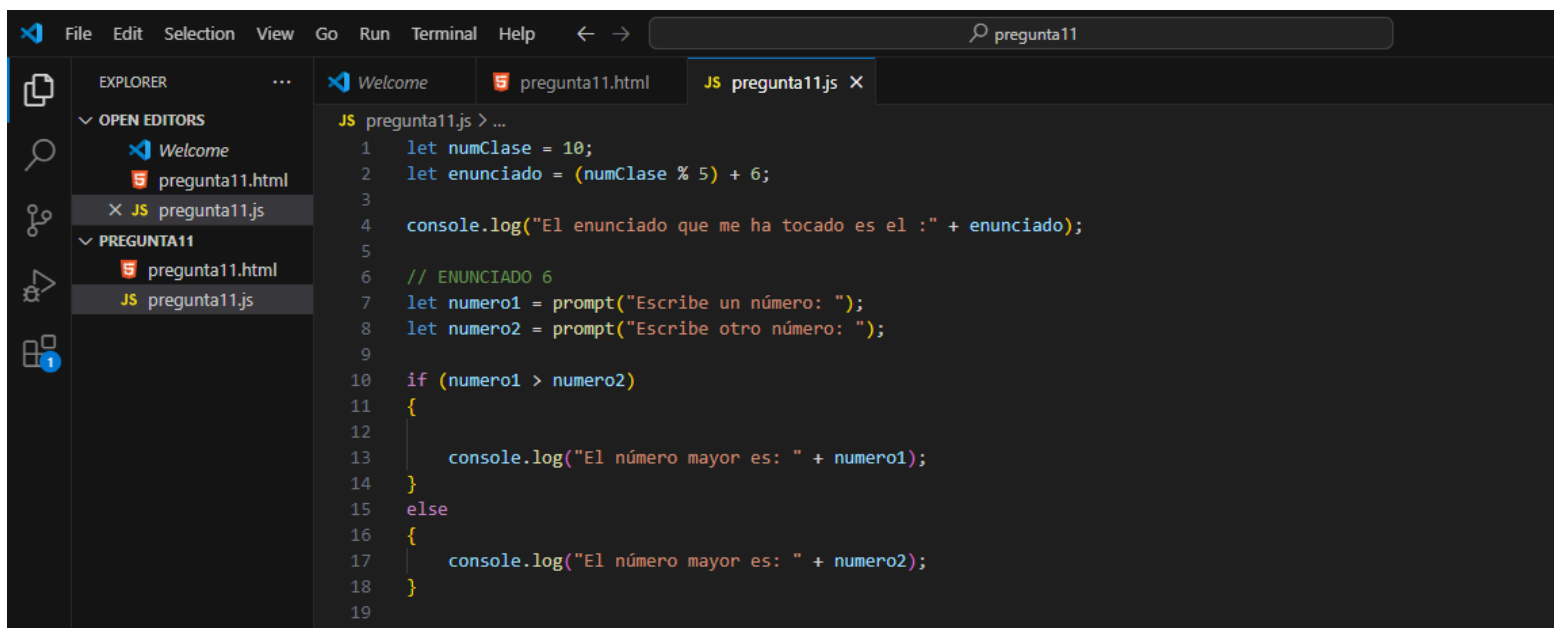 File Edit Selection View Go Run Terminal Help ← → pregunta11
EXPLORER ...
OPEN EDITORS
Welcome
pregunta11.html
JS pregunta11.js
PREGUNTA11
pregunta11.html
JS pregunta11.js
1
Welcome pregunta11.html JS pregunta11.js
JS pregunta11.js > ...
1 let numClase = 10;
2 let enunciado = (numClase % 5) + 6;
3
4 console.log("El enunciado que me ha tocado es el :" + enunciado);
5
6 // ENUNCIADO 6
7 let numero1 = prompt("Escribe un número: ");
8 let numero2 = prompt("Escribe otro número: ");
9
10 if (numero1 > numero2)
11 {
12
13 console.log("El número mayor es: " + numero1);
14 }
15 else
16 {
17 console.log("El número mayor es: " + numero2);
18 }
19